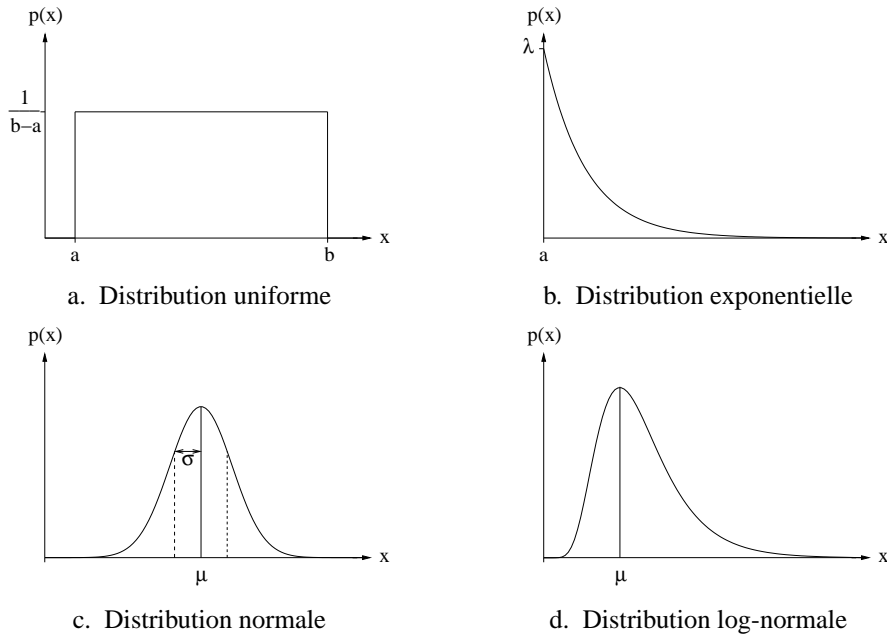 p(x)
1
b−a
a
b
x
a. Distribution uniforme
p(x)
λ
a
x
b. Distribution exponentielle
p(x)
σ
μ
x
c. Distribution normale
p(x)
μ
x
d. Distribution log-normale